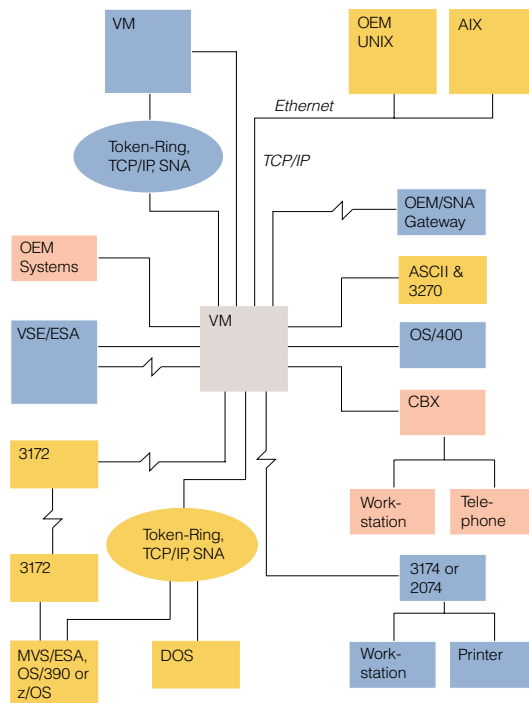 VM
OEM
UNIX
AIX
Ethernet
Token-Ring,
TCP/IP, SNA
TCP/IP
OEM/SNA
Gateway
OEM
Systems
ASCII &
3270
VM
VSE/ESA
OS/400
CBX
3172
Work-
station
Tele-
phone
Token-Ring,
TCP/IP, SNA
3172
3174 or
2074
MVS/ESA,
OS/390 or
z/OS
DOS
Work-
station
Printer